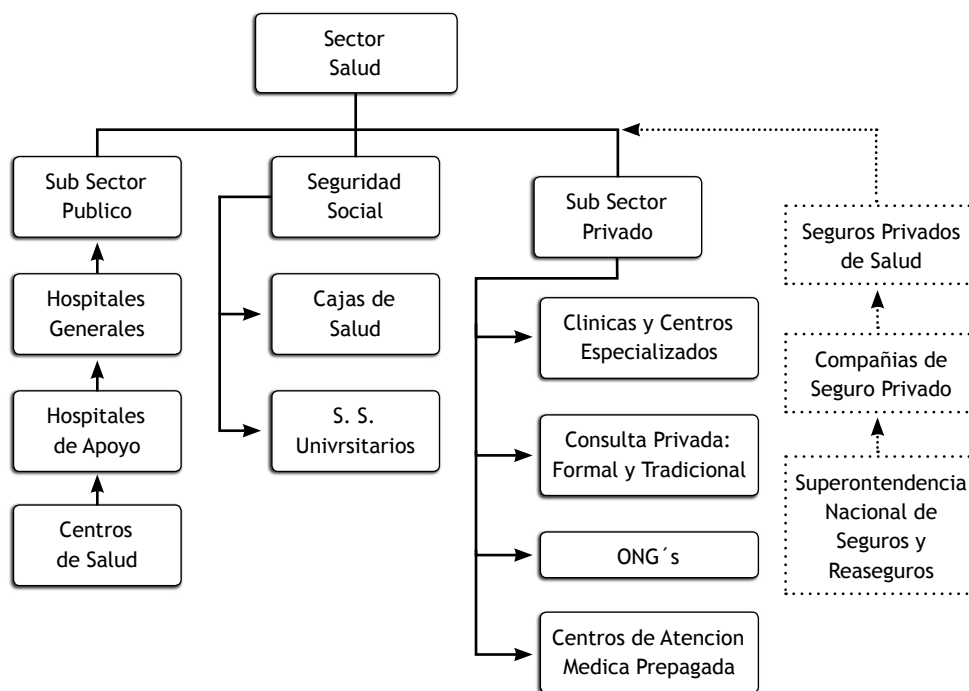 Sector
Salud
Sub Sector
Publico
Hospitales
Generales
Hospitales
de Apoyo
Centros
de Salud
Seguridad
Social
Cajas de
Salud
S. S.
Univrsitarios
Sub Sector
Privado
Clinicas y Centros
Especializados
Consulta Privada:
Formal y Tradicional
ONG´s
Centros de Atencion
Medica Prepagada
Seguros Privados
de Salud
Compañias de
Seguro Privado
Superontendencia
Nacional de
Seguros y
Reaseguros